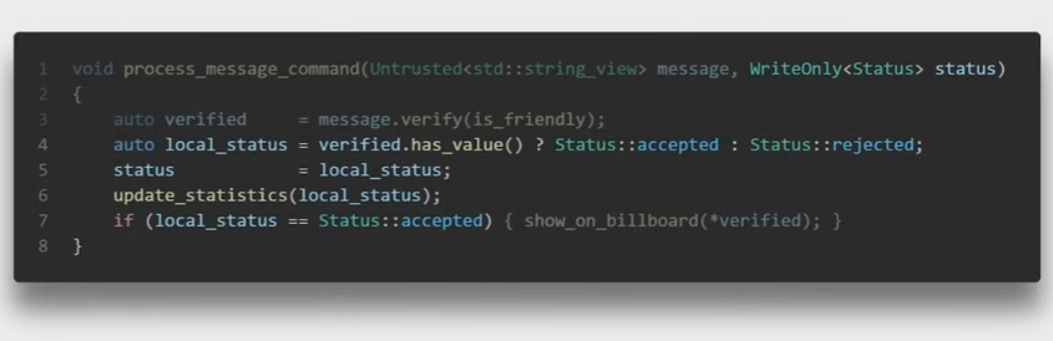 1 void process_message_command(Untrusted<std::string_view> message, WriteOnly<Status> status)
2 {
3     auto verified     = message.verify(is_friendly);
4     auto local_status = verified.has_value() ? Status::accepted : Status::rejected;
5     status            = local_status;
6     update_statistics(local_status);
7     if (local_status == Status::accepted) { show_on_billboard(*verified); }
8 }